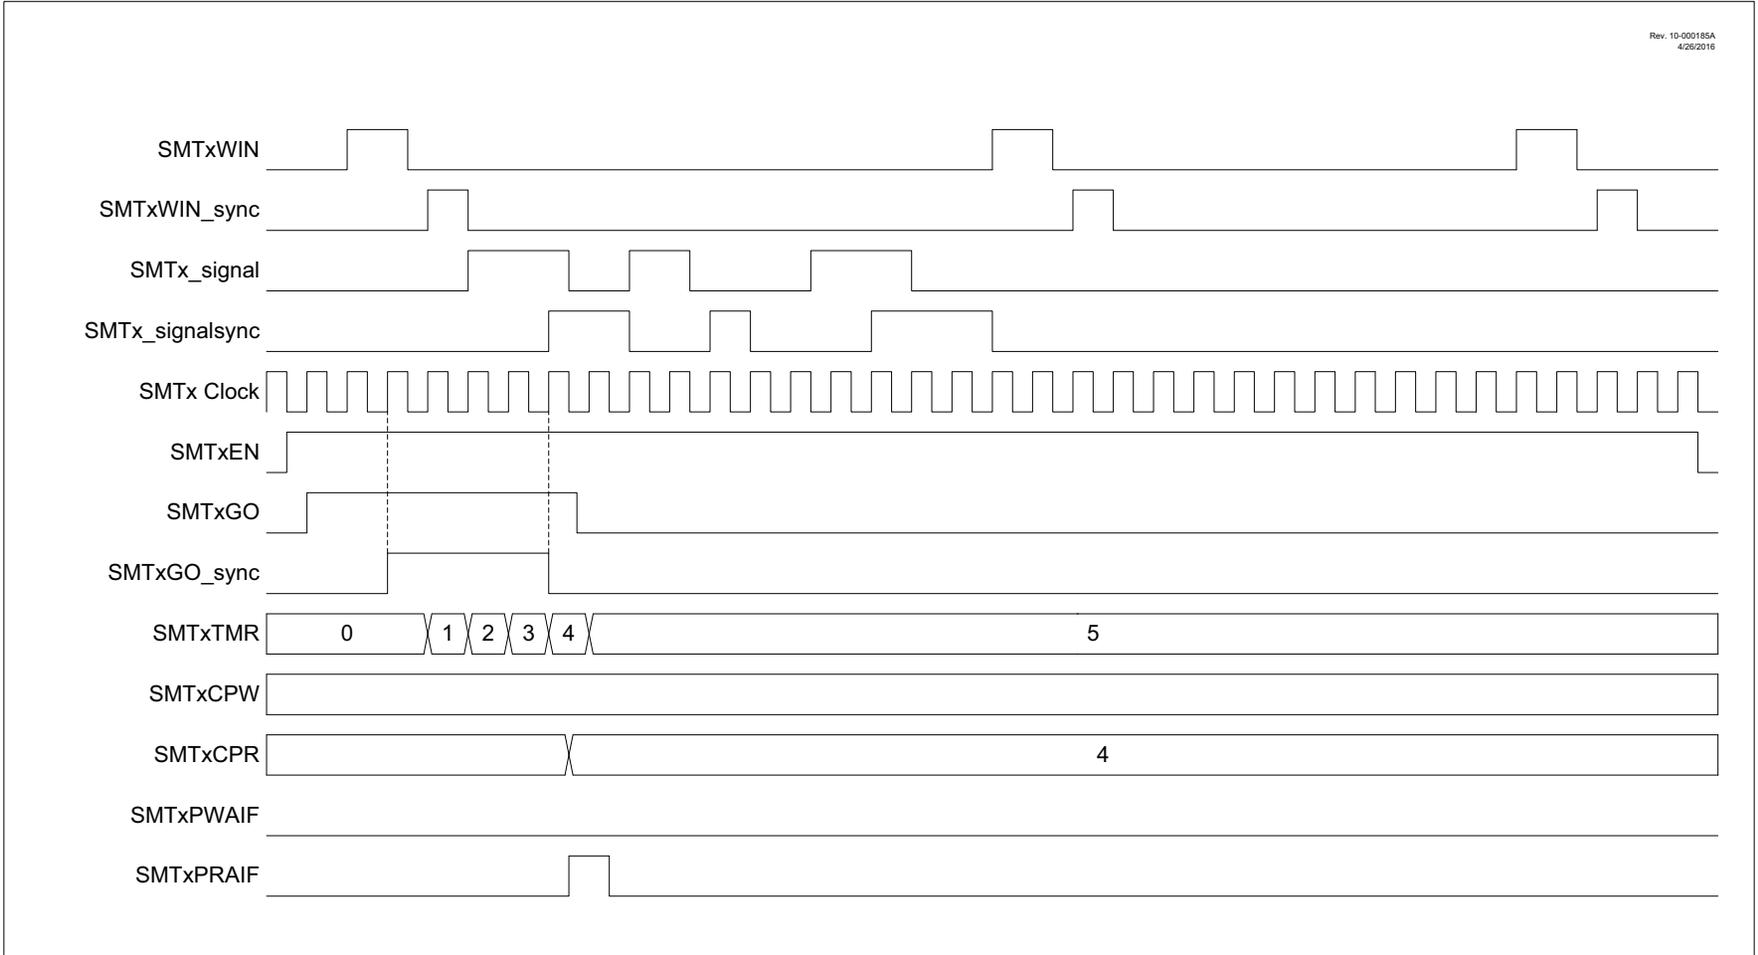 Rev. 10-000185A
4/26/2016
SMTxWIN
SMTxWIN_sync
SMTx_signal
SMTx_signalsync
SMTx Clock
SMTxEN
SMTxGO
SMTxGO_sync
SMTxTMR 0 1 2 3 4 5
SMTxCPW
SMTxCPR 4
SMTxPWAIF
SMTxPRAIF